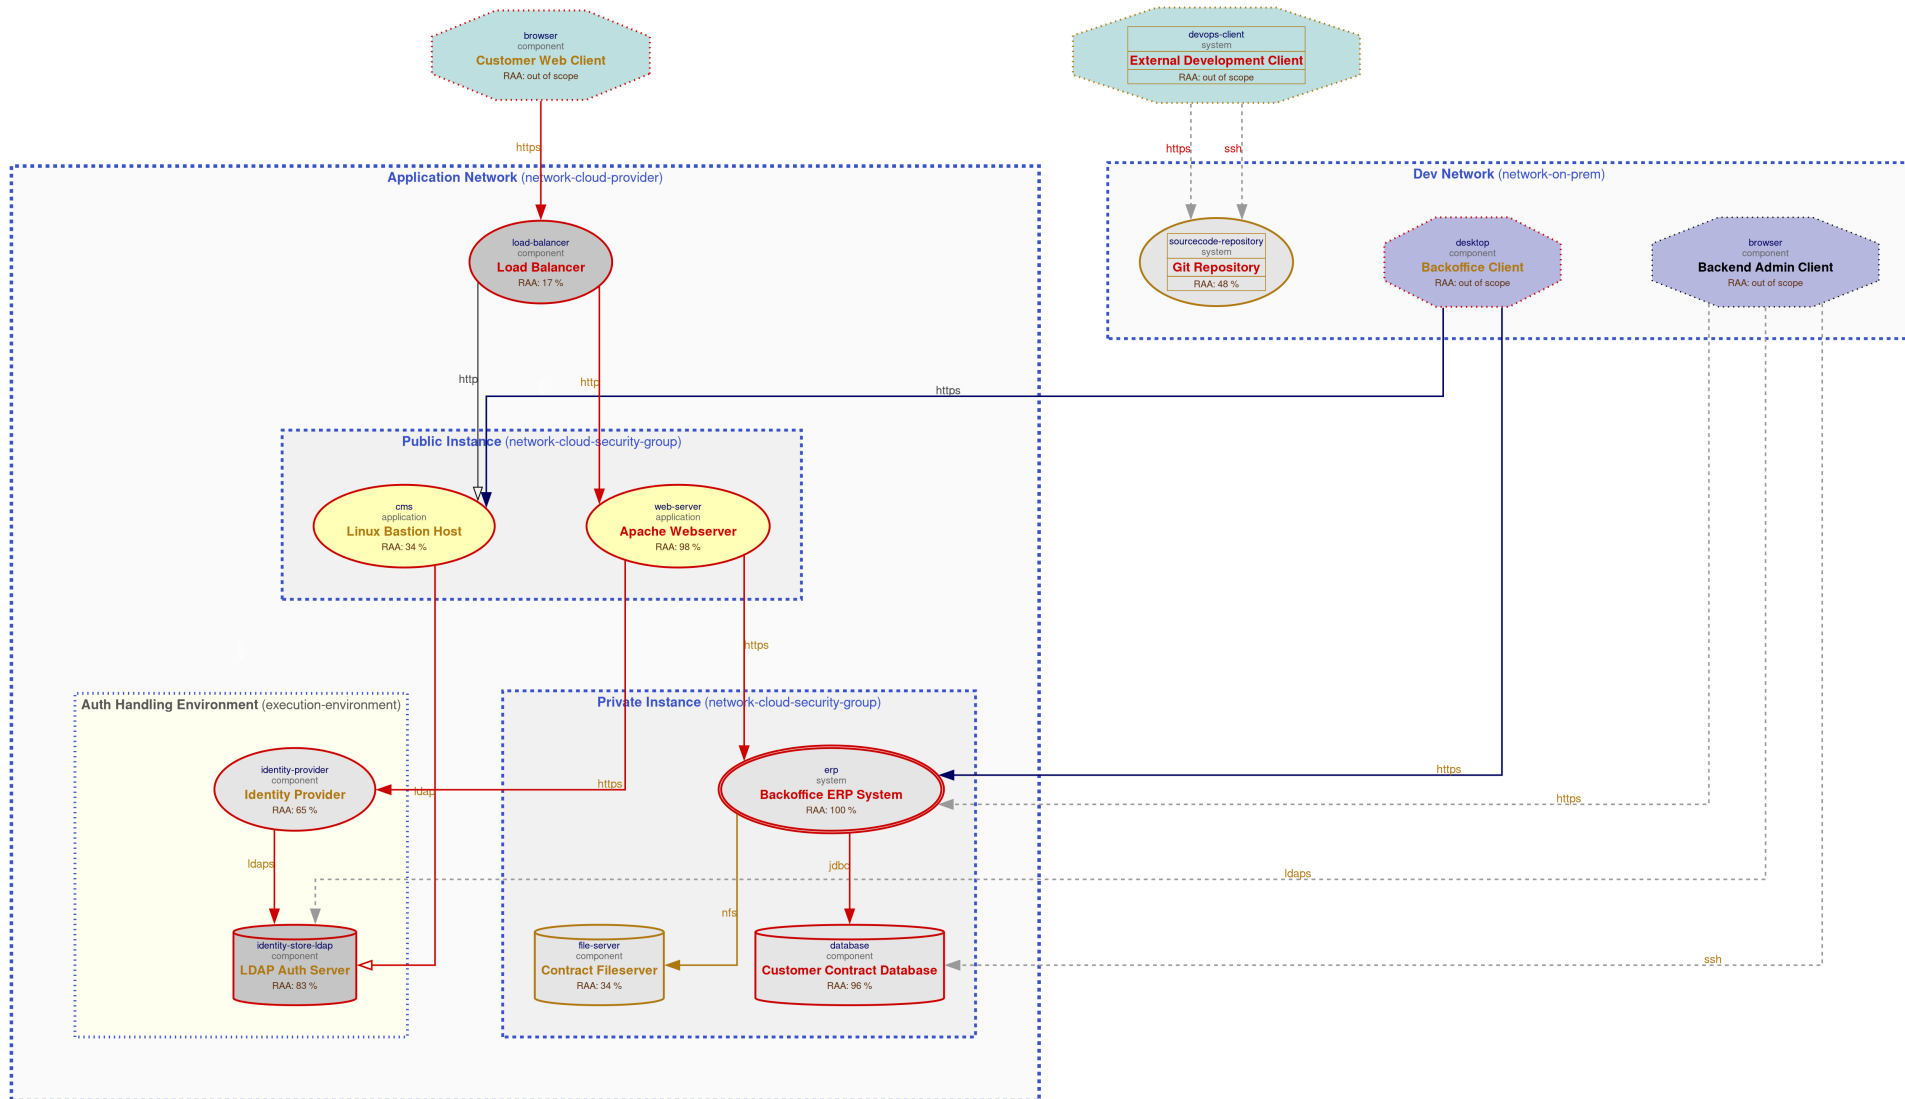 browser
component
Customer Web Client
RAA: out of scope
devops-client
system
External Development Client
RAA: out of scope
https
https
ssh
Application Network (network-cloud-provider)
Dev Network (network-on-prem)
load-balancer
component
Load Balancer
RAA: 17 %
sourcecode-repository
system
Git Repository
RAA: 48 %
desktop
component
Backoffice Client
RAA: out of scope
browser
component
Backend Admin Client
RAA: out of scope
http
http
https
Public Instance (network-cloud-security-group)
cms
application
Linux Bastion Host
RAA: 34 %
web-server
application
Apache Webserver
RAA: 98 %
https
Auth Handling Environment (execution-environment)
Private Instance (network-cloud-security-group)
identity-provider
component
Identity Provider
RAA: 65 %
ldap
https
erp
system
Backoffice ERP System
RAA: 100 %
https
https
ldaps
jdbc
ldaps
nfs
identity-store-ldap
component
LDAP Auth Server
RAA: 83 %
file-server
component
Contract Fileserver
RAA: 34 %
database
component
Customer Contract Database
RAA: 96 %
ssh